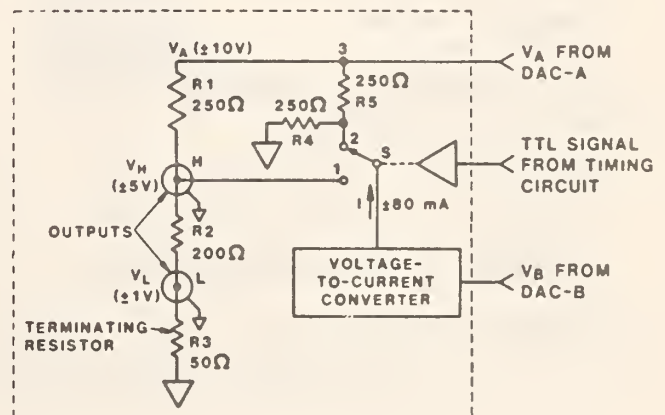 VA (±10V)
3
VA FROM
DAC-A
R1
250Ω
250Ω
R5
250Ω
R4
2
S
TTL SIGNAL
FROM TIMING
CIRCUIT
VH
H
(±5V)
1
I
±80 mA
OUTPUTS
R2
200Ω
VOLTAGE-
TO-CURRENT
CONVERTER
VB FROM
DAC-B
VL
L
(±1V)
TERMINATING
RESISTOR
R3
50Ω